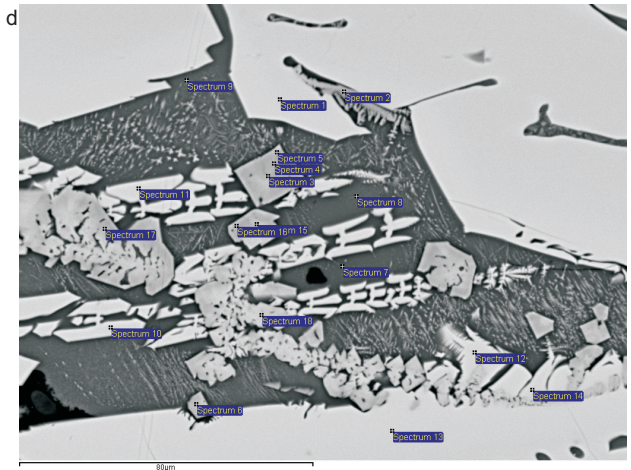 d
Spectrum 9
Spectrum 2
Spectrum 1
Spectrum 5
Spectrum 4
Spectrum 3
Spectrum 11
Spectrum 8
Spectrum 16
m 15
Spectrum 17
Spectrum 7
Spectrum 18
Spectrum 10
Spectrum 12
Spectrum 14
Spectrum 6
Spectrum 13
80µm